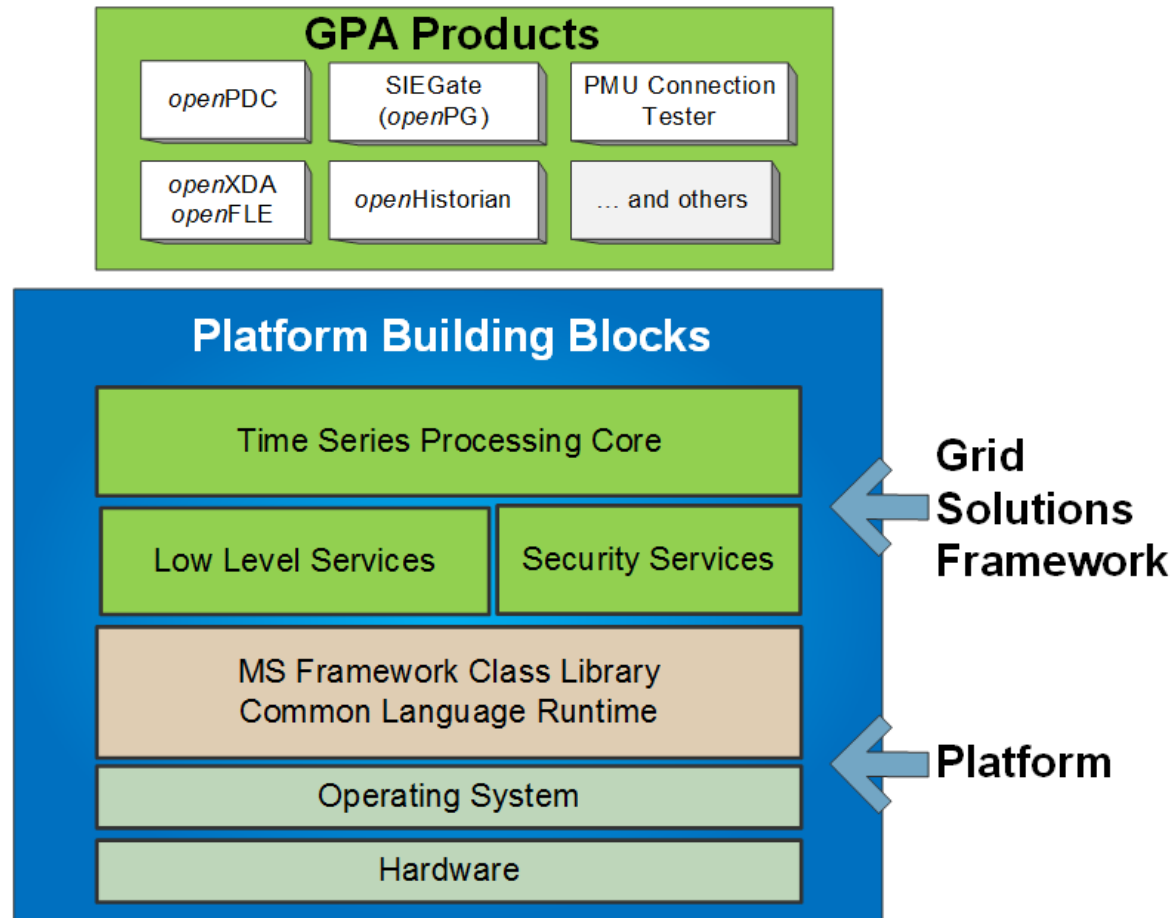 GPA Products
openPDC
SIEGate
(openPG)
PMU Connection
Tester
openXDA
openFLE
openHistorian
... and others
Platform Building Blocks
Time Series Processing Core
Low Level Services
Security Services
MS Framework Class Library
Common Language Runtime
Operating System
Hardware
Grid
Solutions
Framework
Platform